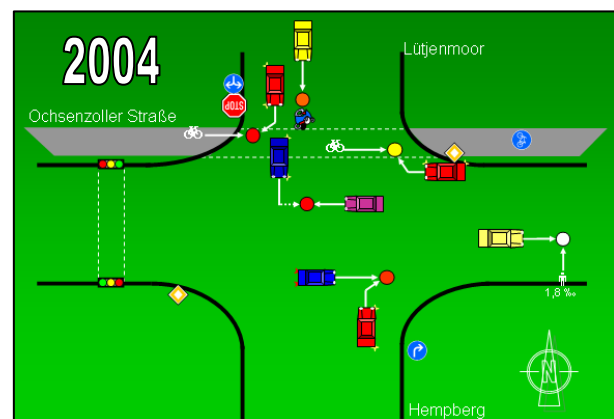 2004
Lütjenmoor
STOP
Ochsenzoller Straße
1,8 ‰
N
Hempberg